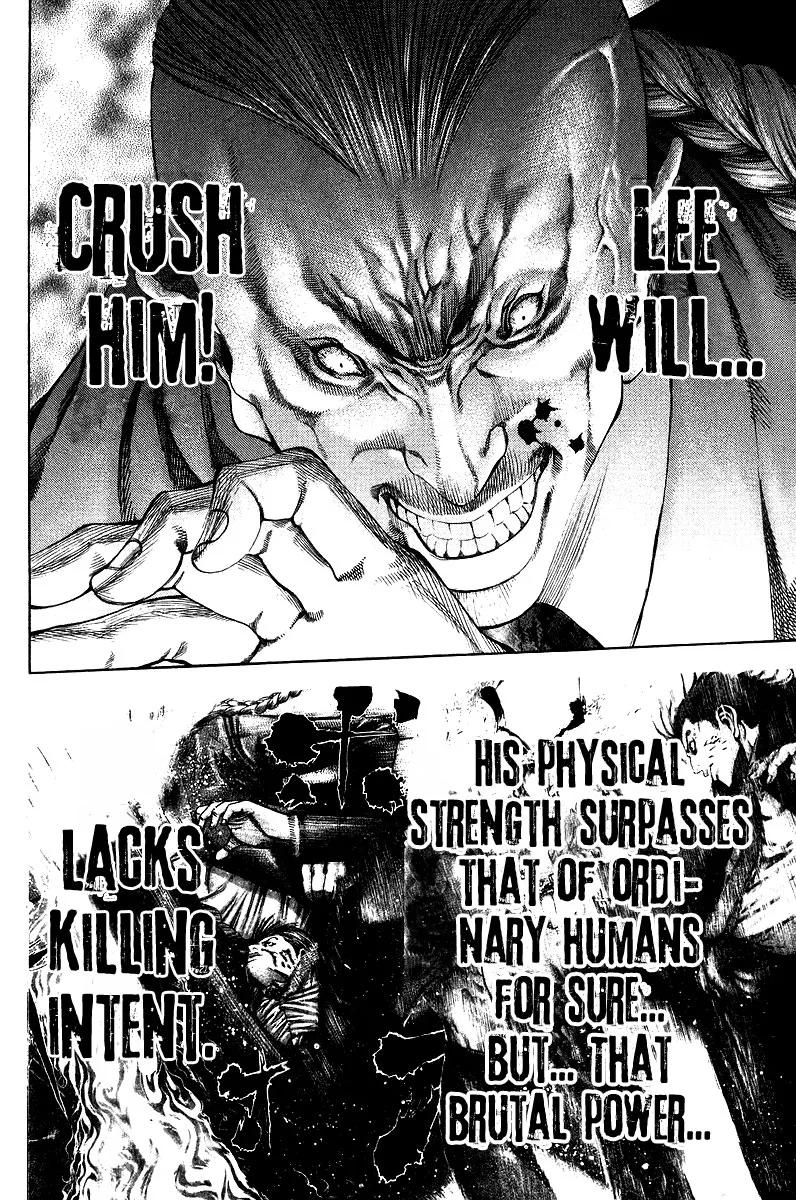 LEE
WILL...
CRUSH
HIM!
HIS PHYSICAL
STRENGTH SURPASSES
THAT OF ORDI-
NARY HUMANS
FOR SURE...
BUT... THAT
BRUTAL POWER...
LACKS
KILLING
INTENT.